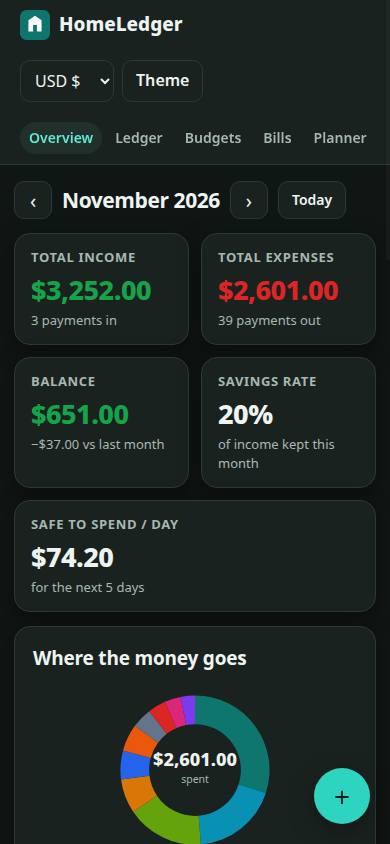 HomeLedger
USD $
Theme
Overview Ledger Budgets Bills Planner
‹ November 2026 › Today
TOTAL INCOME
$3,252.00
3 payments in
TOTAL EXPENSES
$2,601.00
39 payments out
BALANCE
$651.00
−$37.00 vs last month
SAVINGS RATE
20%
of income kept this
month
SAFE TO SPEND / DAY
$74.20
for the next 5 days
Where the money goes
$2,601.00
spent
+